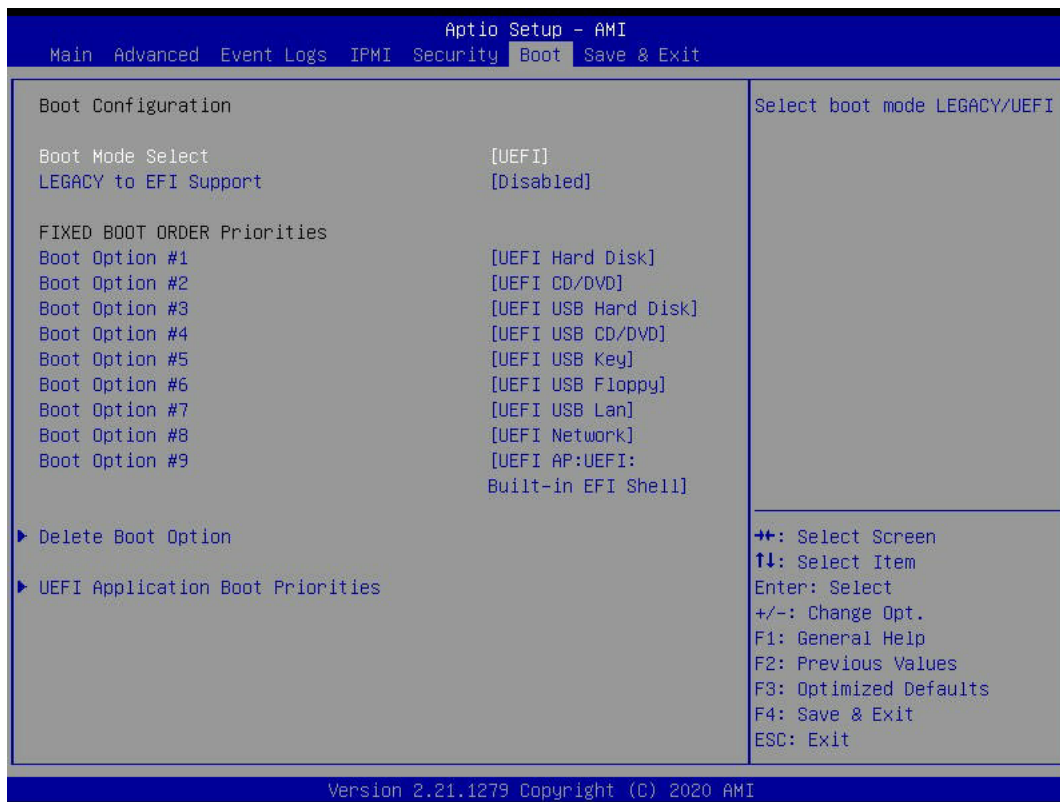 Aptio Setup – AMI
Main Advanced Event Logs IPMI Security Boot Save & Exit
Boot Configuration
Boot Mode Select [UEFI]
LEGACY to EFI Support [Disabled]
FIXED BOOT ORDER Priorities
Boot Option #1 [UEFI Hard Disk]
Boot Option #2 [UEFI CD/DVD]
Boot Option #3 [UEFI USB Hard Disk]
Boot Option #4 [UEFI USB CD/DVD]
Boot Option #5 [UEFI USB Key]
Boot Option #6 [UEFI USB Floppy]
Boot Option #7 [UEFI USB Lan]
Boot Option #8 [UEFI Network]
Boot Option #9 [UEFI AP:UEFI:
Built-in EFI Shell]
Delete Boot Option
UEFI Application Boot Priorities
Select boot mode LEGACY/UEFI
→←: Select Screen
↑↓: Select Item
Enter: Select
+/-: Change Opt.
F1: General Help
F2: Previous Values
F3: Optimized Defaults
F4: Save & Exit
ESC: Exit
Version 2.21.1279 Copyright (C) 2020 AMI